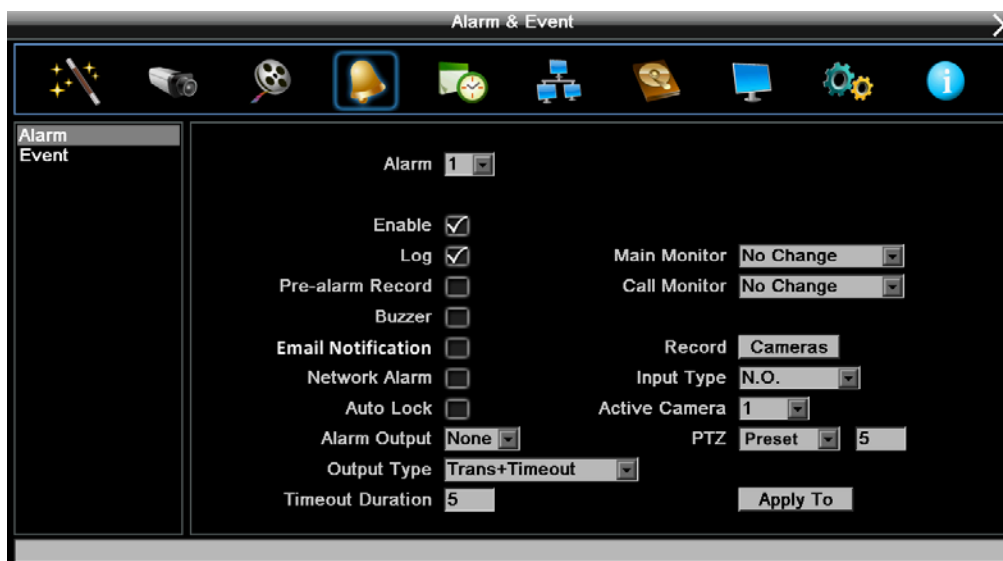 Alarm & Event
Alarm
Event
Alarm 1
Enable
Log Main Monitor No Change
Pre-alarm Record Call Monitor No Change
Buzzer
Email Notification Record Cameras
Network Alarm Input Type N.O.
Auto Lock Active Camera 1
Alarm Output None PTZ Preset 5
Output Type Trans+Timeout
Timeout Duration 5 Apply To